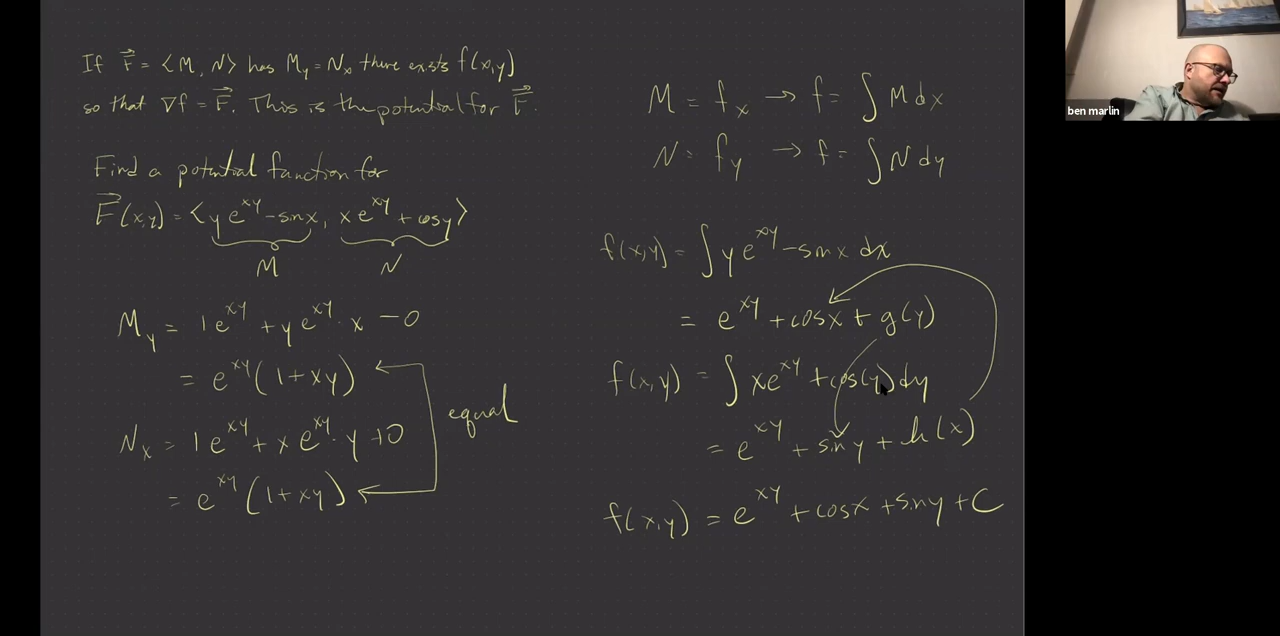 If F⃗ = ⟨M, N⟩ has M_y = N_x there exists f(x,y)
so that ∇f = F⃗. This is the potential for F⃗.
Find a potential function for
F⃗(x,y) = ⟨y e^{xy} - sin x, x e^{xy} + cos y⟩
M N
M_y = 1e^{xy} + y e^{xy} · x - 0
= e^{xy}(1 + xy)
N_x = 1e^{xy} + x e^{xy} · y + 0
= e^{xy}(1 + xy)
equal
M = f_x → f = ∫ M dx
N = f_y → f = ∫ N dy
f(x,y) = ∫ y e^{xy} - sin x dx
= e^{xy} + cos x + g(y)
f(x,y) = ∫ x e^{xy} + cos(y) dy
= e^{xy} + sin y + h(x)
f(x,y) = e^{xy} + cos x + sin y + C
ben marlin